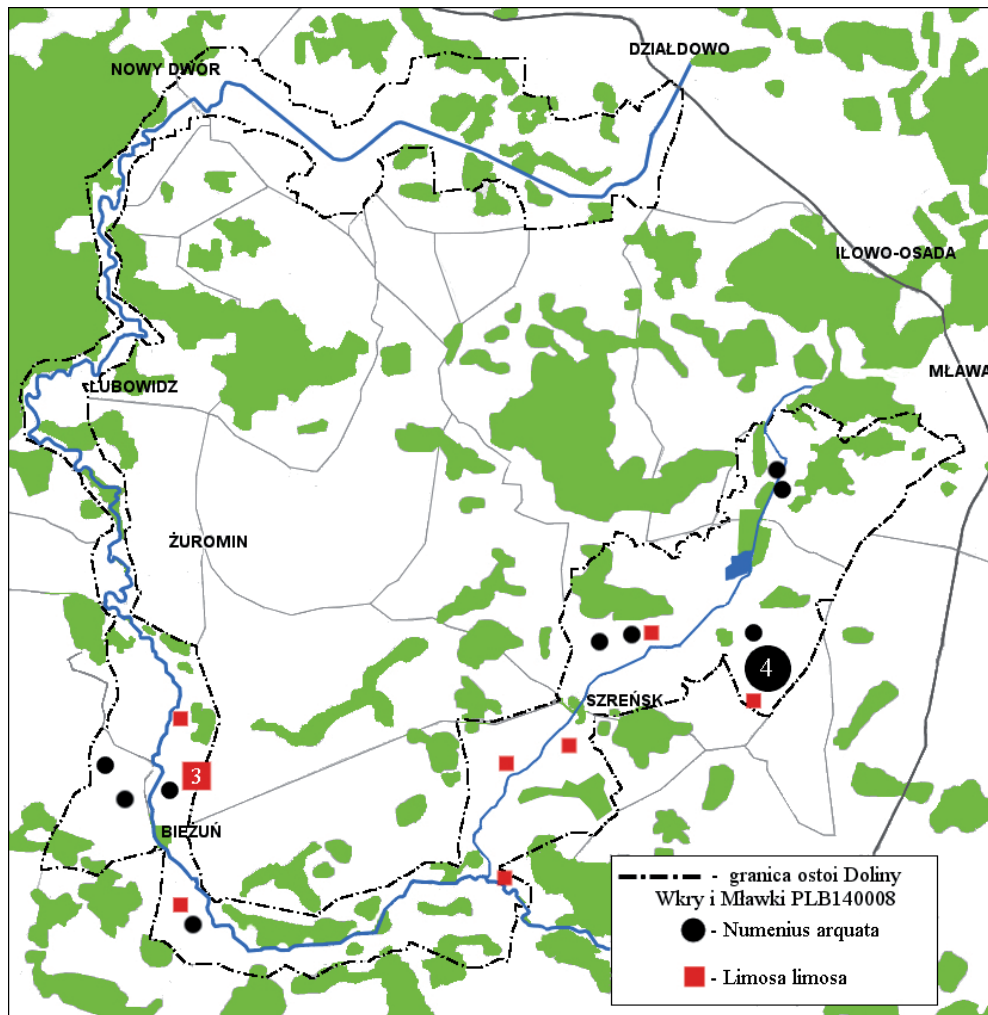 DZIAŁDOWO
NOWY DWÓR
IŁOWO-OSADA
MŁAWA
LUBOWIDZ
ŻUROMIN
4
SZREŃSK
3
BIEŻUŃ
- granica ostoi Doliny
Wkry i Mławki PLB140008
- Numenius arquata
- Limosa limosa